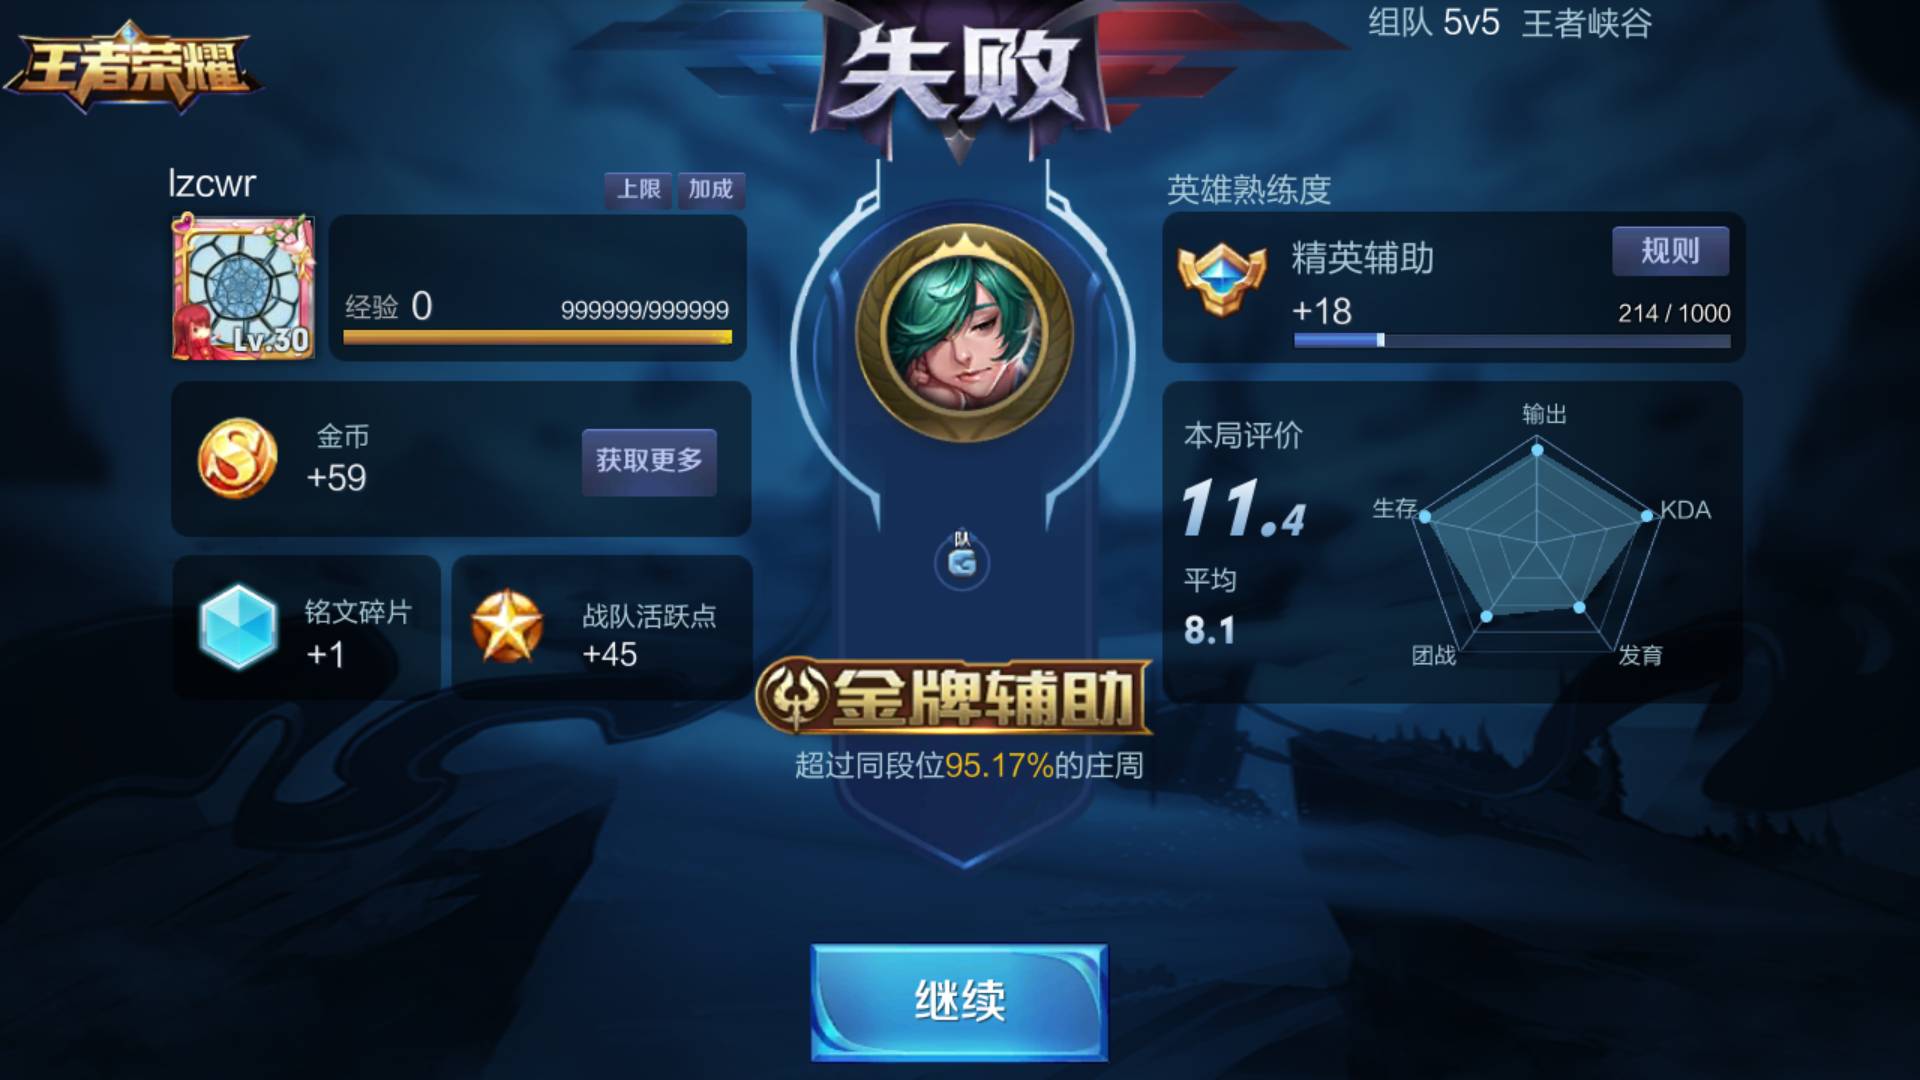 王者荣耀
失败
组队 5v5 王者峡谷
lzcwr
上限 加成
Lv.30
经验 0 999999/999999
金币
+59
获取更多
铭文碎片
+1
战队活跃点
+45
队
金牌辅助
超过同段位95.17%的庄周
英雄熟练度
精英辅助
规则
+18
214 / 1000
本局评价
11.4
平均
8.1
输出
生存
KDA
团战
发育
继续